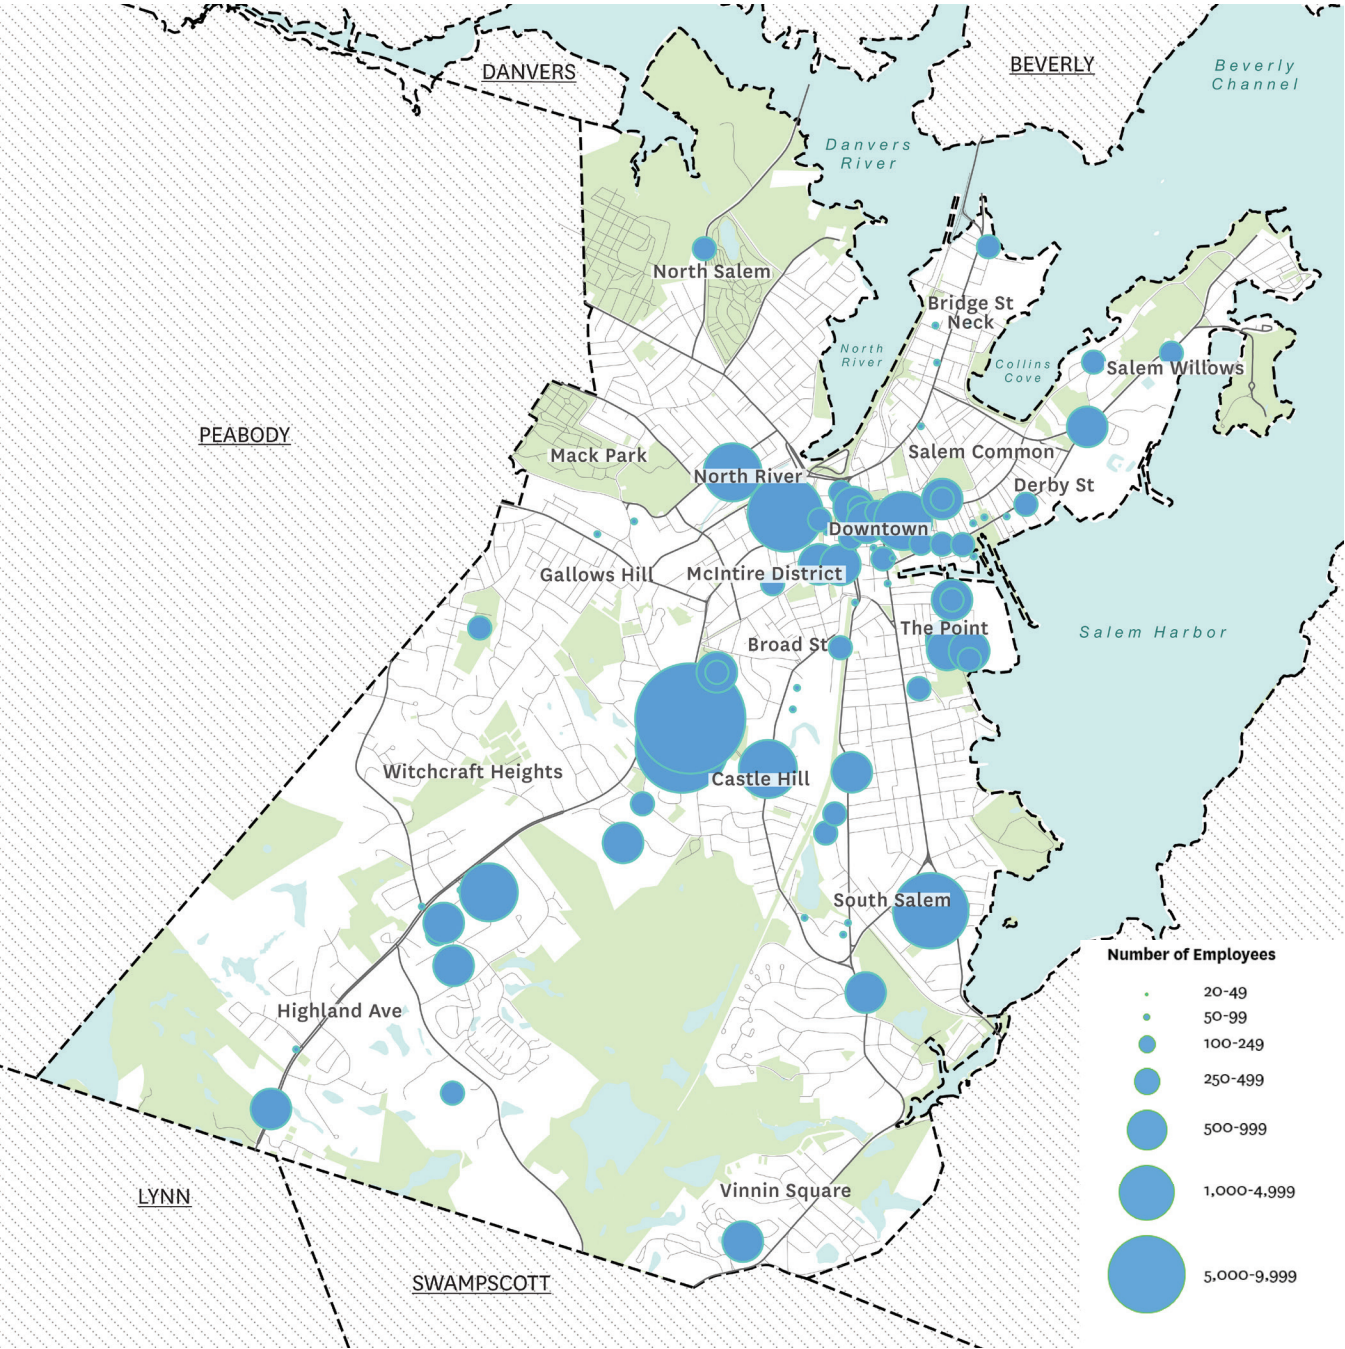 DANVERS
BEVERLY
Beverly
Channel
Danvers
River
North Salem
Bridge St
Neck
North
River
Collins
Cove
Salem Willows
PEABODY
Mack Park
Salem Common
North River
Derby St
Downtown
Gallows Hill
McIntire District
The Point
Salem Harbor
Broad St
Witchcraft Heights
Castle Hill
South Salem
Highland Ave
Number of Employees
20-49
50-99
100-249
250-499
500-999
1,000-4,999
5,000-9,999
LYNN
Vinnin Square
SWAMPSCOTT